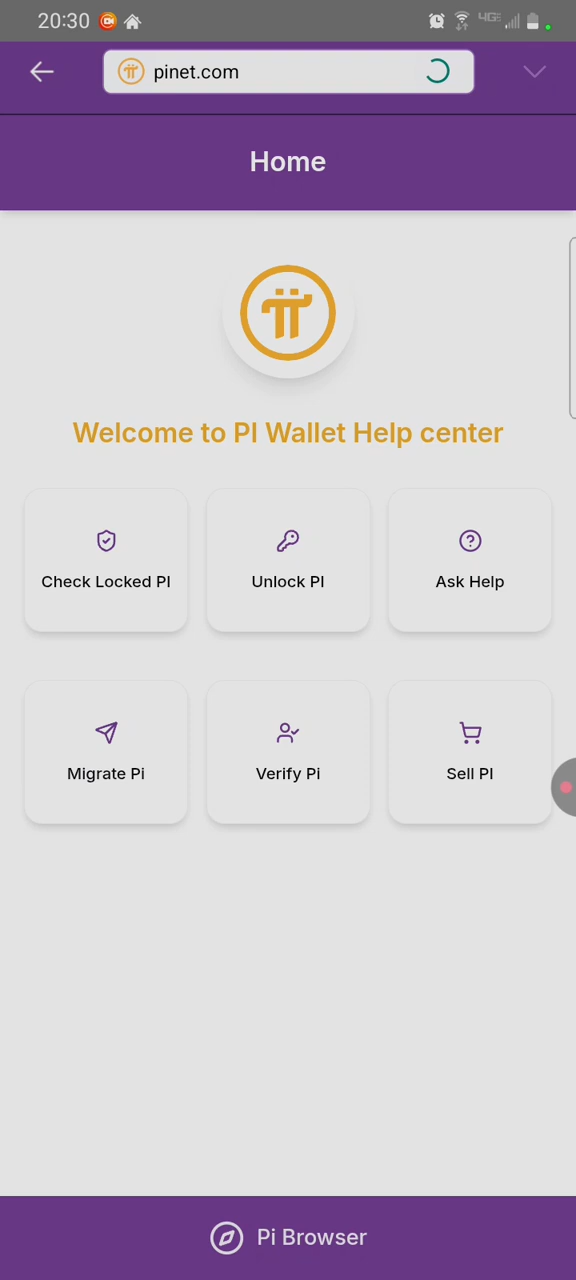 20:30
4GE
pinet.com
Home
Welcome to PI Wallet Help center
Check Locked PI
Unlock PI
Ask Help
Migrate Pi
Verify Pi
Sell PI
Pi Browser